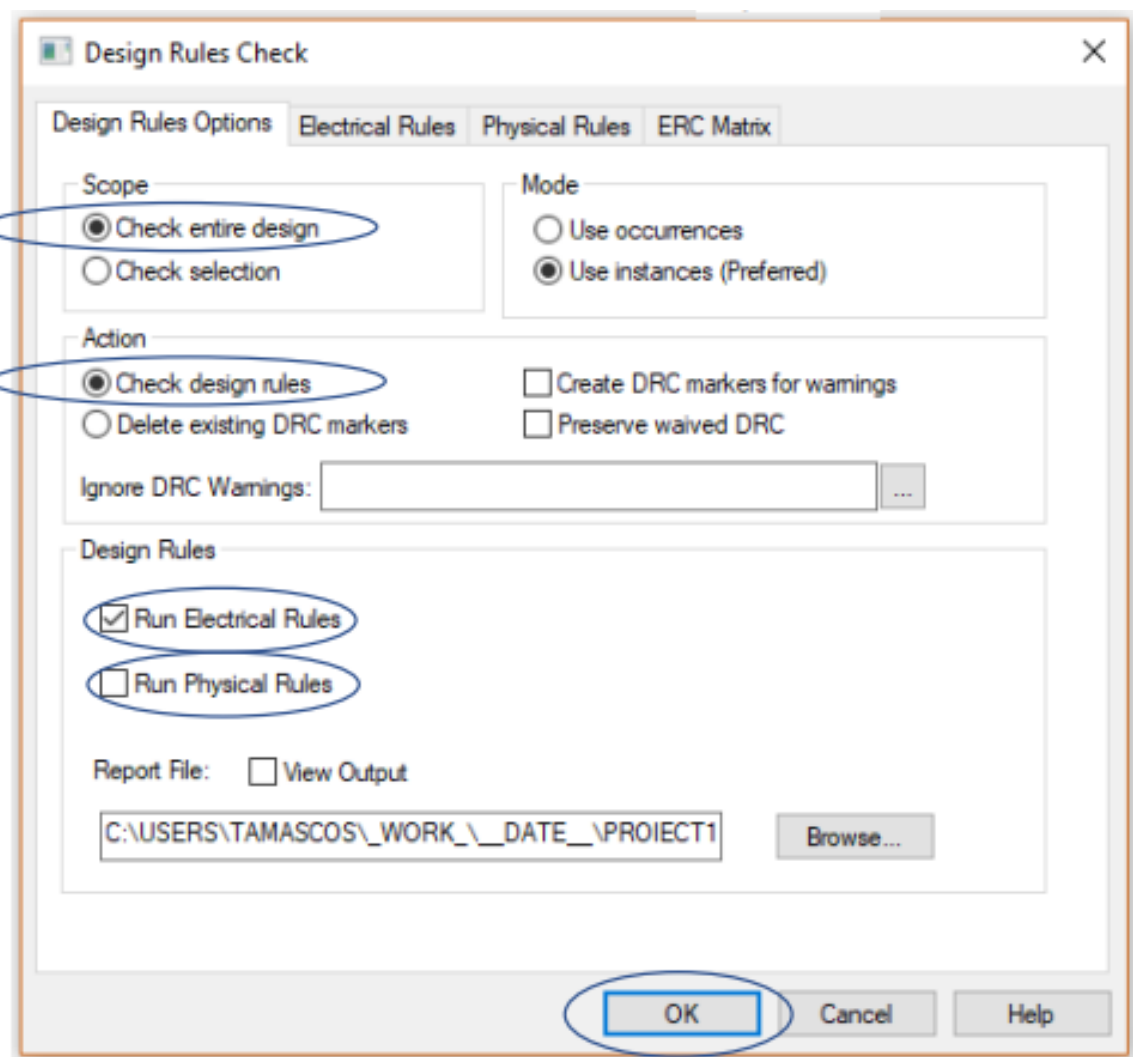 Design Rules Check
Design Rules Options Electrical Rules Physical Rules ERC Matrix
Scope Mode
Check entire design Use occurrences
Check selection Use instances (Preferred)
Action
Check design rules Create DRC markers for warnings
Delete existing DRC markers Preserve waived DRC
Ignore DRC Warnings: ...
Design Rules
Run Electrical Rules
Run Physical Rules
Report File: View Output
C:\USERS\TAMASCOS\_WORK_\__DATE__\PROIECT1 Browse...
OK Cancel Help